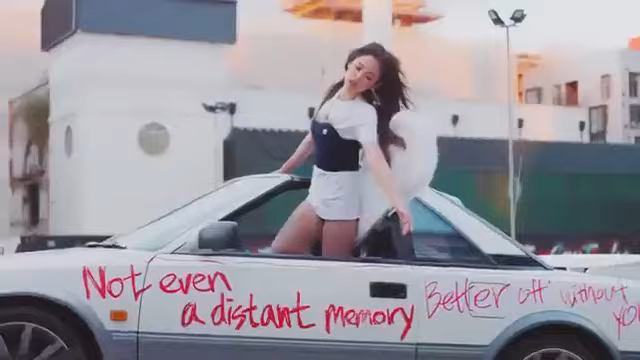 Not even
a distant memory
Better off without
you